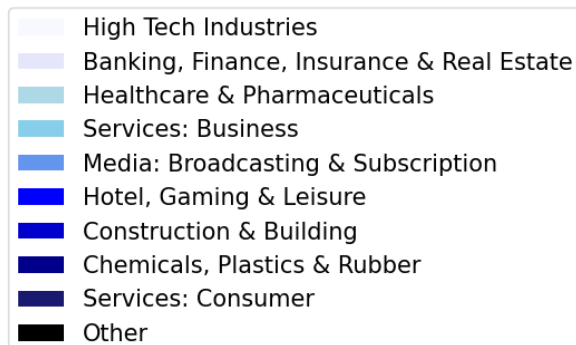 High Tech Industries
Banking, Finance, Insurance & Real Estate
Healthcare & Pharmaceuticals
Services: Business
Media: Broadcasting & Subscription
Hotel, Gaming & Leisure
Construction & Building
Chemicals, Plastics & Rubber
Services: Consumer
Other